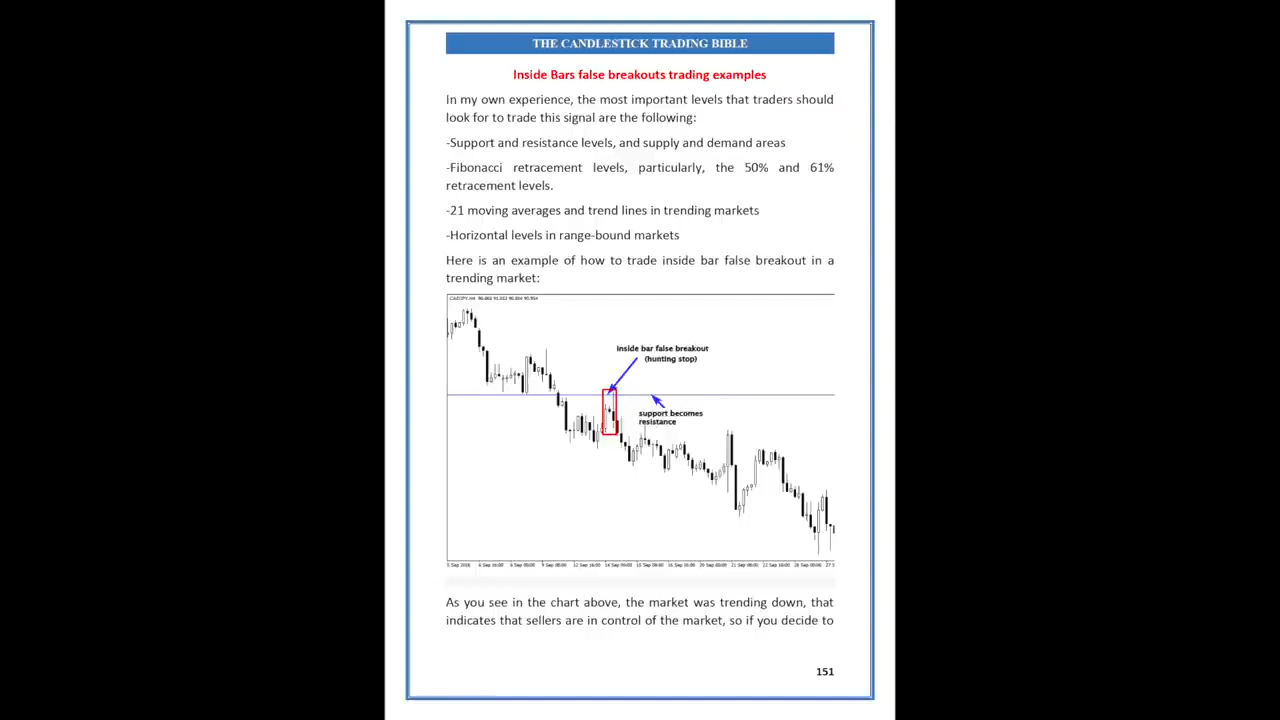 THE CANDLESTICK TRADING BIBLE
Inside Bars false breakouts trading examples
In my own experience, the most important levels that traders should
look for to trade this signal are the following:
-Support and resistance levels, and supply and demand areas
-Fibonacci retracement levels, particularly, the 50% and 61%
retracement levels.
-21 moving averages and trend lines in trending markets
-Horizontal levels in range-bound markets
Here is an example of how to trade inside bar false breakout in a
trending market:
inside bar false breakout
(hunting stop)
support becomes
resistance
As you see in the chart above, the market was trending down, that
indicates that sellers are in control of the market, so if you decide to
151